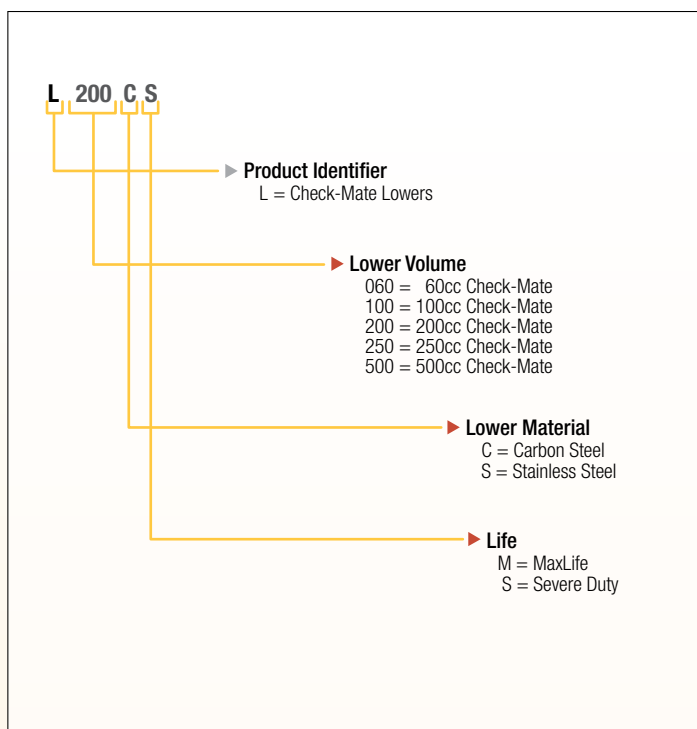 L 200 C S
Product Identifier
L = Check-Mate Lowers
Lower Volume
060 = 60cc Check-Mate
100 = 100cc Check-Mate
200 = 200cc Check-Mate
250 = 250cc Check-Mate
500 = 500cc Check-Mate
Lower Material
C = Carbon Steel
S = Stainless Steel
Life
M = MaxLife
S = Severe Duty